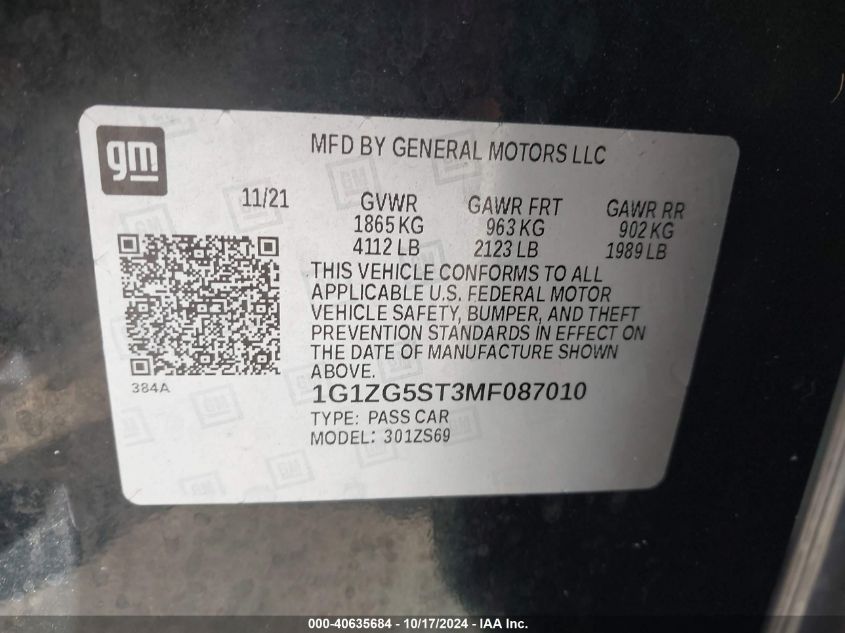 gm
MFD BY GENERAL MOTORS LLC
11/21
GVWR GAWR FRT GAWR RR
1865 KG 963 KG 902 KG
4112 LB 2123 LB 1989 LB
THIS VEHICLE CONFORMS TO ALL
APPLICABLE U.S. FEDERAL MOTOR
VEHICLE SAFETY, BUMPER, AND THEFT
PREVENTION STANDARDS IN EFFECT ON
THE DATE OF MANUFACTURE SHOWN
ABOVE.
384A
1G1ZG5ST3MF087010
TYPE: PASS CAR
MODEL: 301ZS69
000-40635684 - 10/17/2024 - IAA Inc.